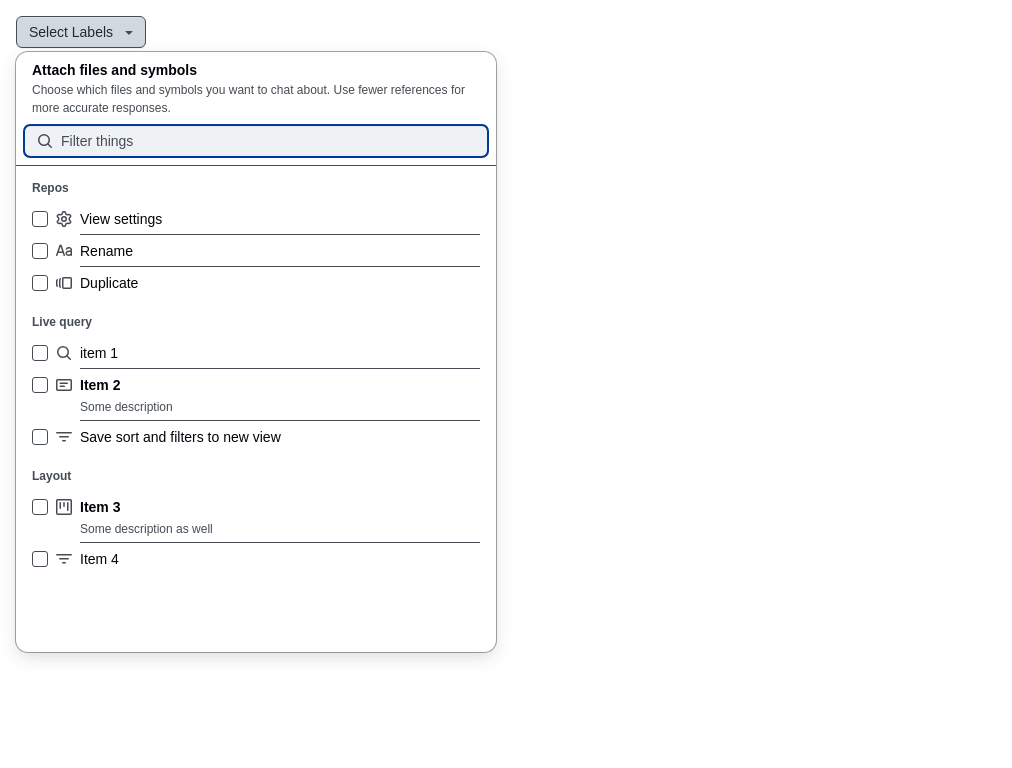 Select Labels
Attach files and symbols
Choose which files and symbols you want to chat about. Use fewer references for
more accurate responses.
Filter things
Repos
View settings
Rename
Duplicate
Live query
item 1
Item 2
Some description
Save sort and filters to new view
Layout
Item 3
Some description as well
Item 4